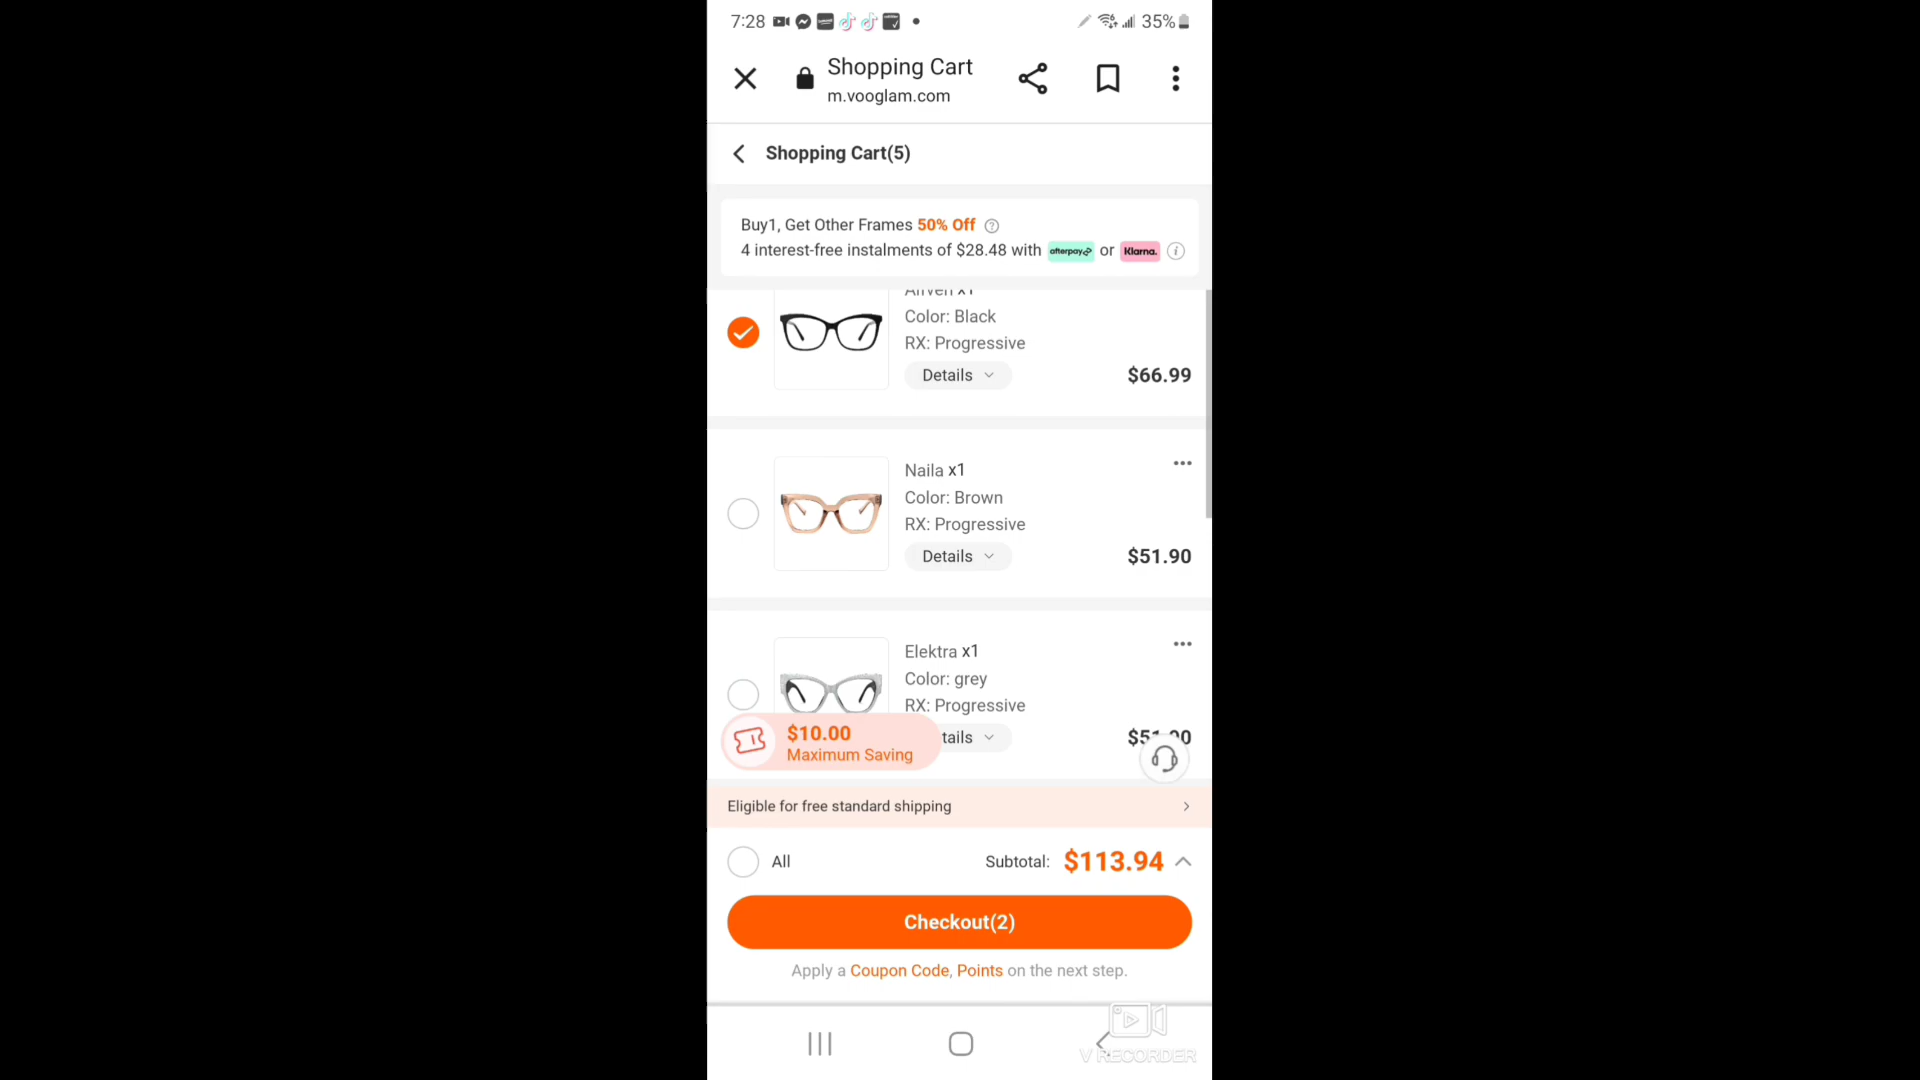 7:28 35%
Shopping Cart
m.vooglam.com
Shopping Cart(5)
Buy1, Get Other Frames 50% Off ?
4 interest-free instalments of $28.48 with afterpay or Klarna. i
x1
Color: Black
RX: Progressive
Details
$66.99
Naila x1
Color: Brown
RX: Progressive
Details
$51.90
Elektra x1
Color: grey
RX: Progressive
tails
$10.00
Maximum Saving
Eligible for free standard shipping
All Subtotal: $113.94
Checkout(2)
Apply a Coupon Code, Points on the next step.
V RECORDER